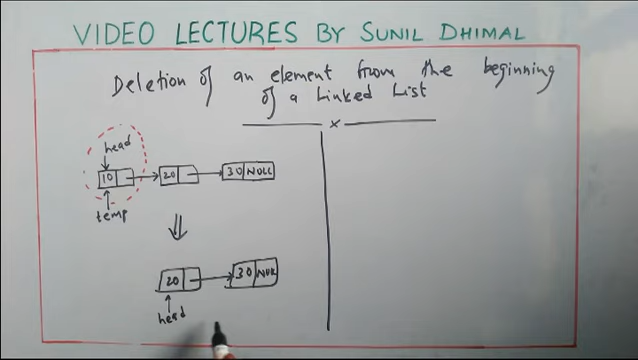 VIDEO LECTURES BY SUNIL DHIMAL
Deletion of an element from the beginning
of a Linked List
x
head
10 20 30 NULL
temp
20 30 NULL
head